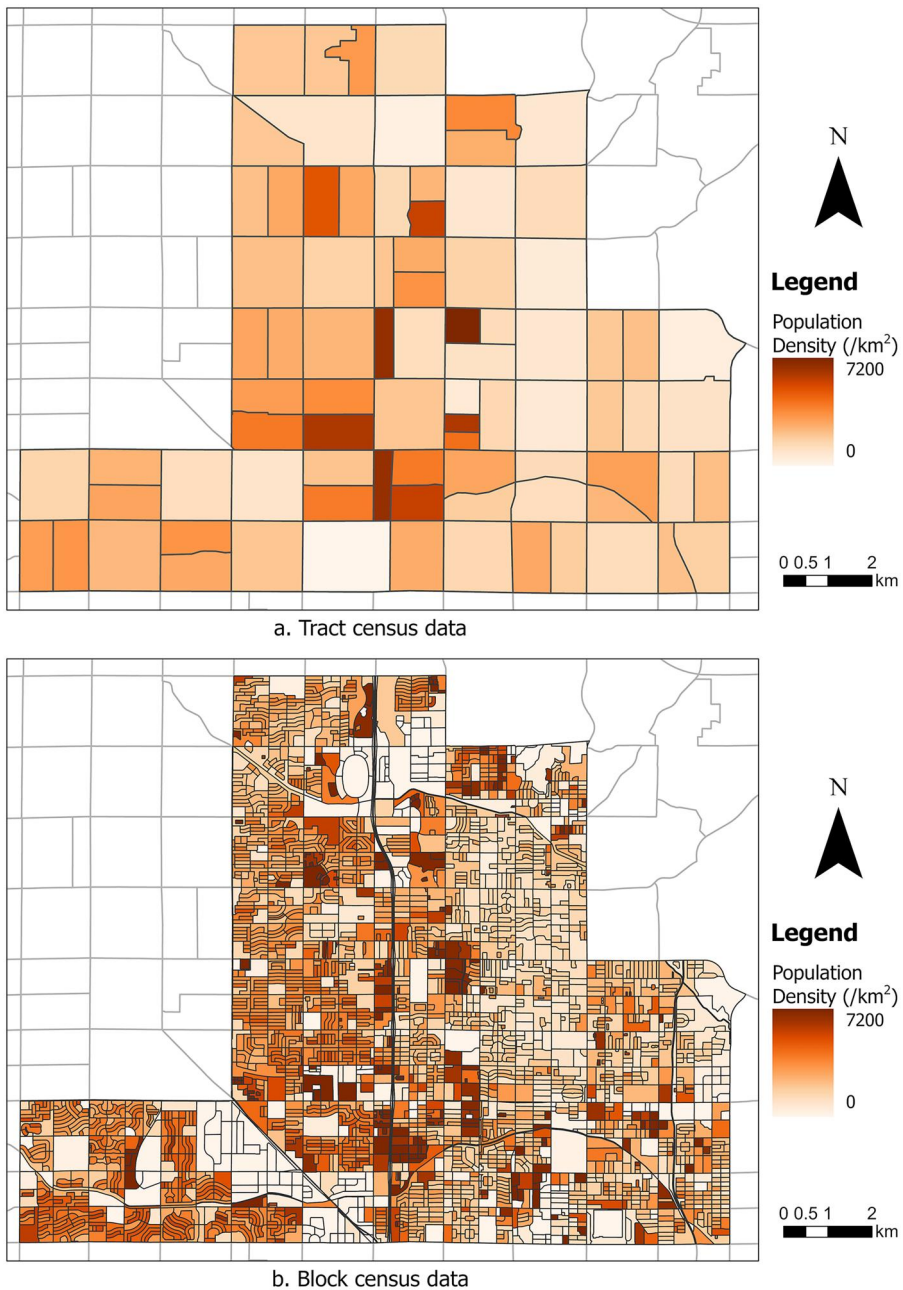 N
Legend
Population
Density (/km²)
7200
0
0 0.5 1 2
km
a. Tract census data
N
Legend
Population
Density (/km²)
7200
0
0 0.5 1 2
km
b. Block census data